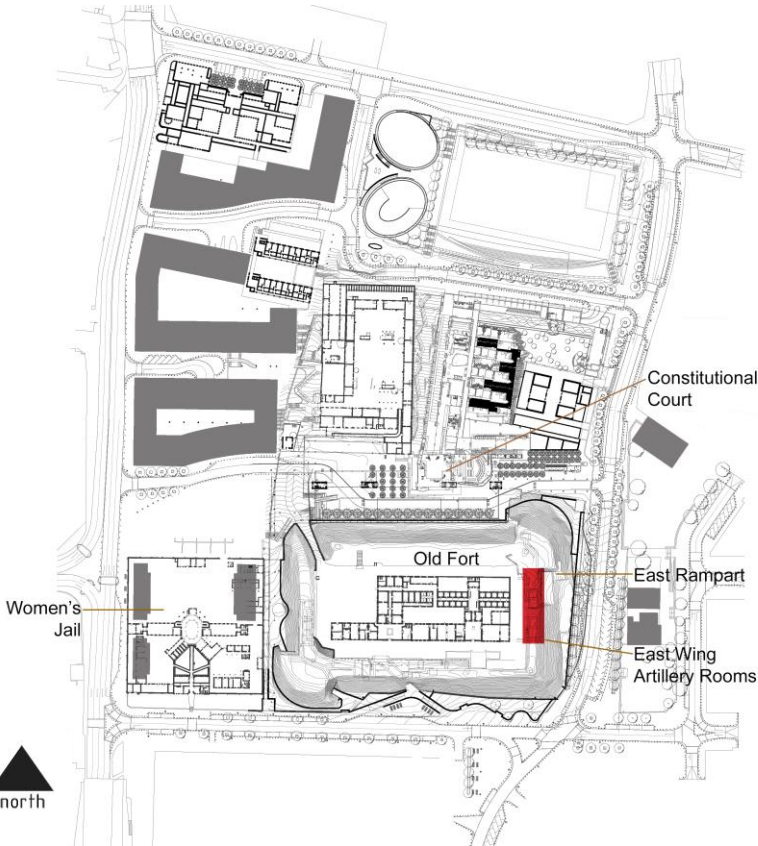 Constitutional
Court
Old Fort
East Rampart
Women's
Jail
East Wing
Artillery Rooms
north